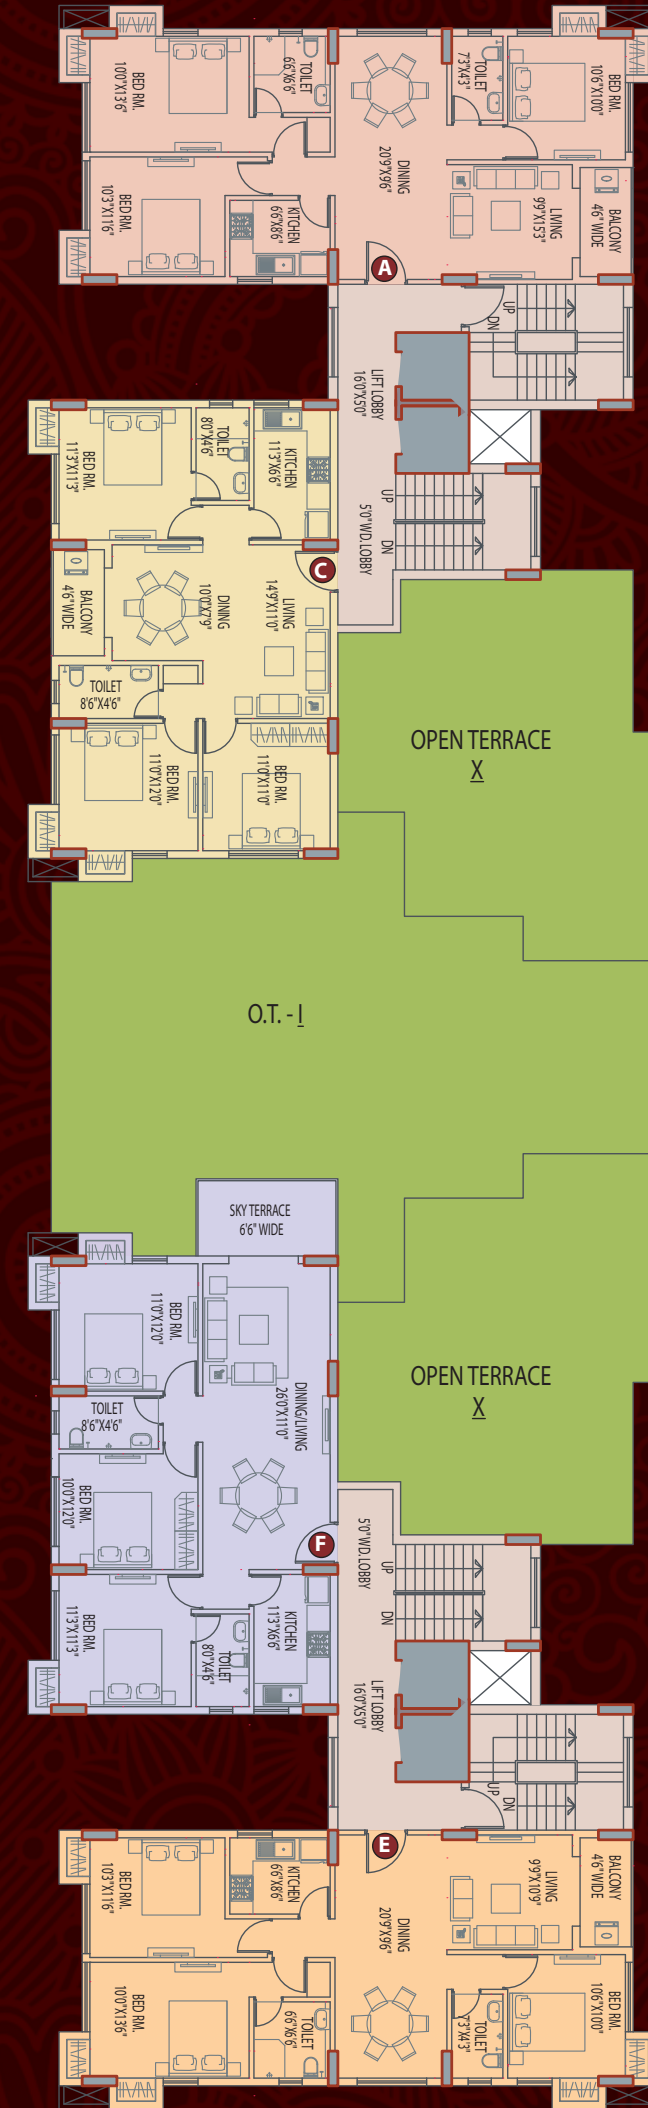 BED RM.
10'0"X13'6"
TOILET
6'6"X6'6"
TOILET
7'3"X4'3"
BED RM.
10'6"X10'0"
DINING
20'9"X9'6"
BED RM.
10'3"X11'6"
KITCHEN
6'6"X8'6"
LIVING
9'9"X15'3"
BALCONY
4'6" WIDE
A
UP
DN
LIFT LOBBY
16'0"X5'0"
BED RM.
11'3"X11'3"
TOILET
8'0"X4'6"
KITCHEN
11'3"X6'6"
UP
DN
5'0" WD. LOBBY
C
BALCONY
4'6" WIDE
DINING
10'0"X7'9"
LIVING
14'9"X11'0"
TOILET
8'6"X4'6"
BED RM.
11'0"X12'0"
BED RM.
11'0"X11'0"
OPEN TERRACE
X
O.T. - I
SKY TERRACE
6'6" WIDE
BED RM.
11'0"X12'0"
DINING/LIVING
26'0"X11'0"
OPEN TERRACE
X
TOILET
8'6"X4'6"
BED RM.
10'0"X12'0"
F
5'0" WD. LOBBY
UP
DN
BED RM.
11'3"X11'3"
TOILET
8'0"X4'6"
KITCHEN
11'3"X6'6"
LIFT LOBBY
16'0"X5'0"
UP
DN
E
BED RM.
10'3"X11'6"
KITCHEN
6'6"X8'6"
LIVING
9'9"X10'9"
BALCONY
4'6" WIDE
DINING
20'9"X9'6"
BED RM.
10'0"X13'6"
TOILET
6'6"X6'6"
TOILET
7'3"X4'3"
BED RM.
10'6"X10'0"